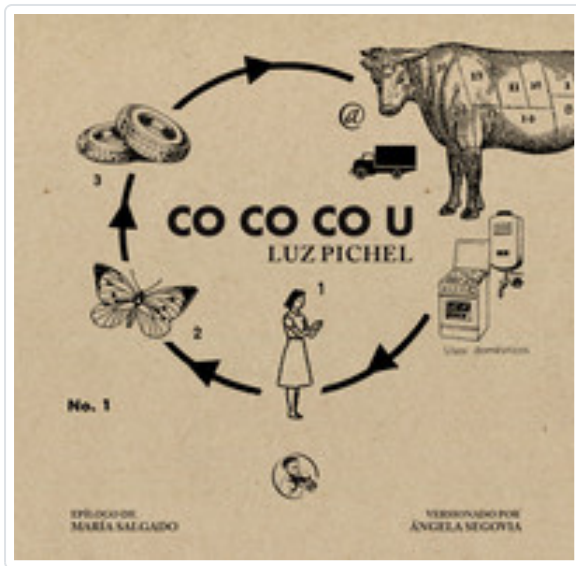 @
3
CO CO CO U
LUZ PICHEL
1
2
Usos domésticos
No. 1
EPÍLOGO DE
MARÍA SALGADO
VERSIONADO POR
ÁNGELA SEGOVIA